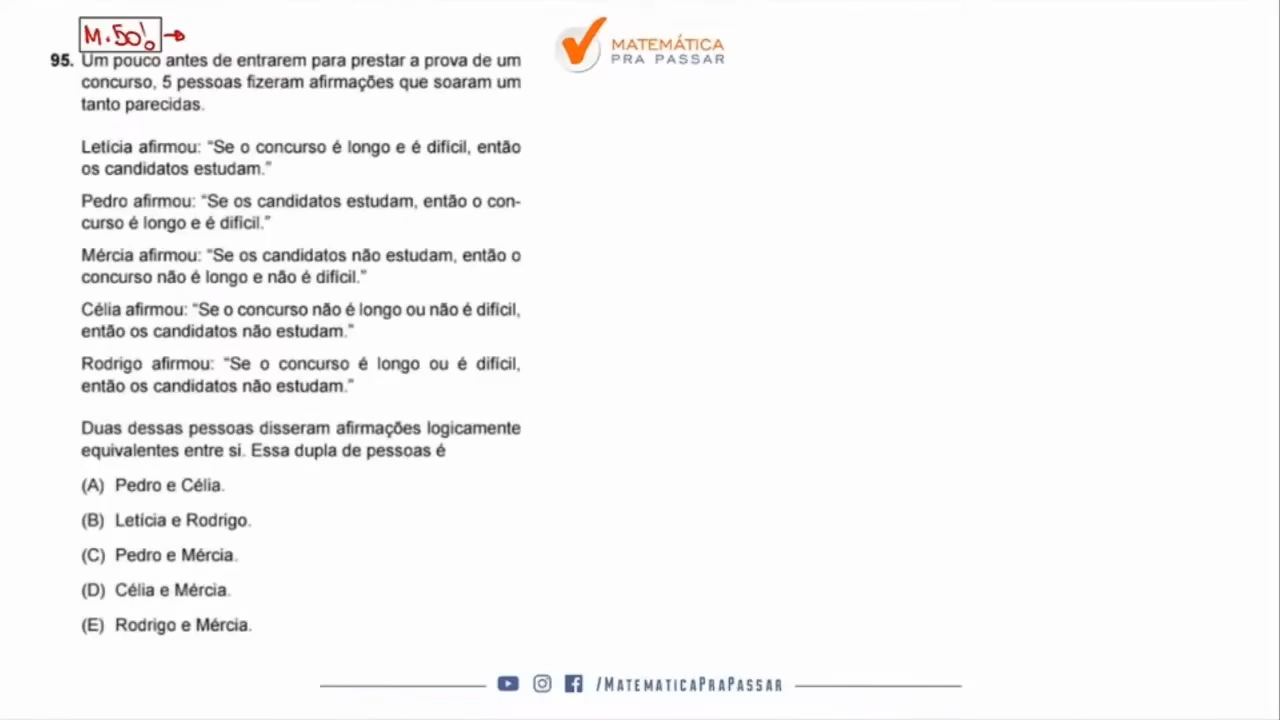 M.50!
MATEMÁTICA
PRA PASSAR
95. Um pouco antes de entrarem para prestar a prova de um
concurso, 5 pessoas fizeram afirmações que soaram um
tanto parecidas.
Letícia afirmou: “Se o concurso é longo e é difícil, então
os candidatos estudam.”
Pedro afirmou: “Se os candidatos estudam, então o con-
curso é longo e é difícil.”
Mércia afirmou: “Se os candidatos não estudam, então o
concurso não é longo e não é difícil.”
Célia afirmou: “Se o concurso não é longo ou não é difícil,
então os candidatos não estudam.”
Rodrigo afirmou: “Se o concurso é longo ou é difícil,
então os candidatos não estudam.”
Duas dessas pessoas disseram afirmações logicamente
equivalentes entre si. Essa dupla de pessoas é
(A) Pedro e Célia.
(B) Letícia e Rodrigo.
(C) Pedro e Mércia.
(D) Célia e Mércia.
(E) Rodrigo e Mércia.
/MATEMATICAPRAPASSAR